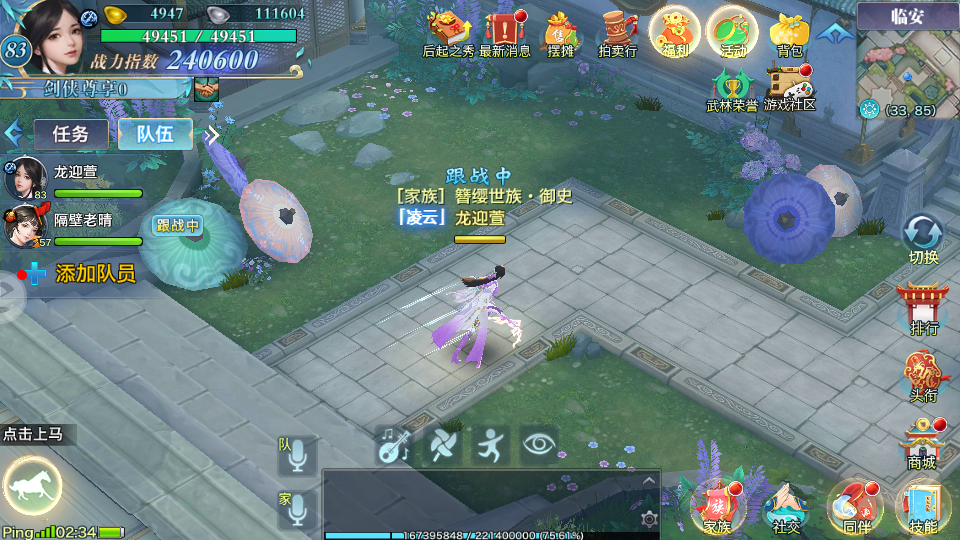 83
4947
111604
49451 / 49451
战力指数 240600
剑侠尊享0
后起之秀
最新消息
摆摊
拍卖行
福利
活动
背包
武林荣誉
游戏社区
临安
(33, 85)
任务
队伍
龙迎萱
83
隔壁老晴
57
跟战中
添加队员
跟战中
[家族] 簪缨世族·御史
「凌云」 龙迎萱
切换
排行
头衔
商城
点击上马
队
家
Ping
02:34
167395848 / 221400000 (75.61%)
族
家族
社交
同伴
技能